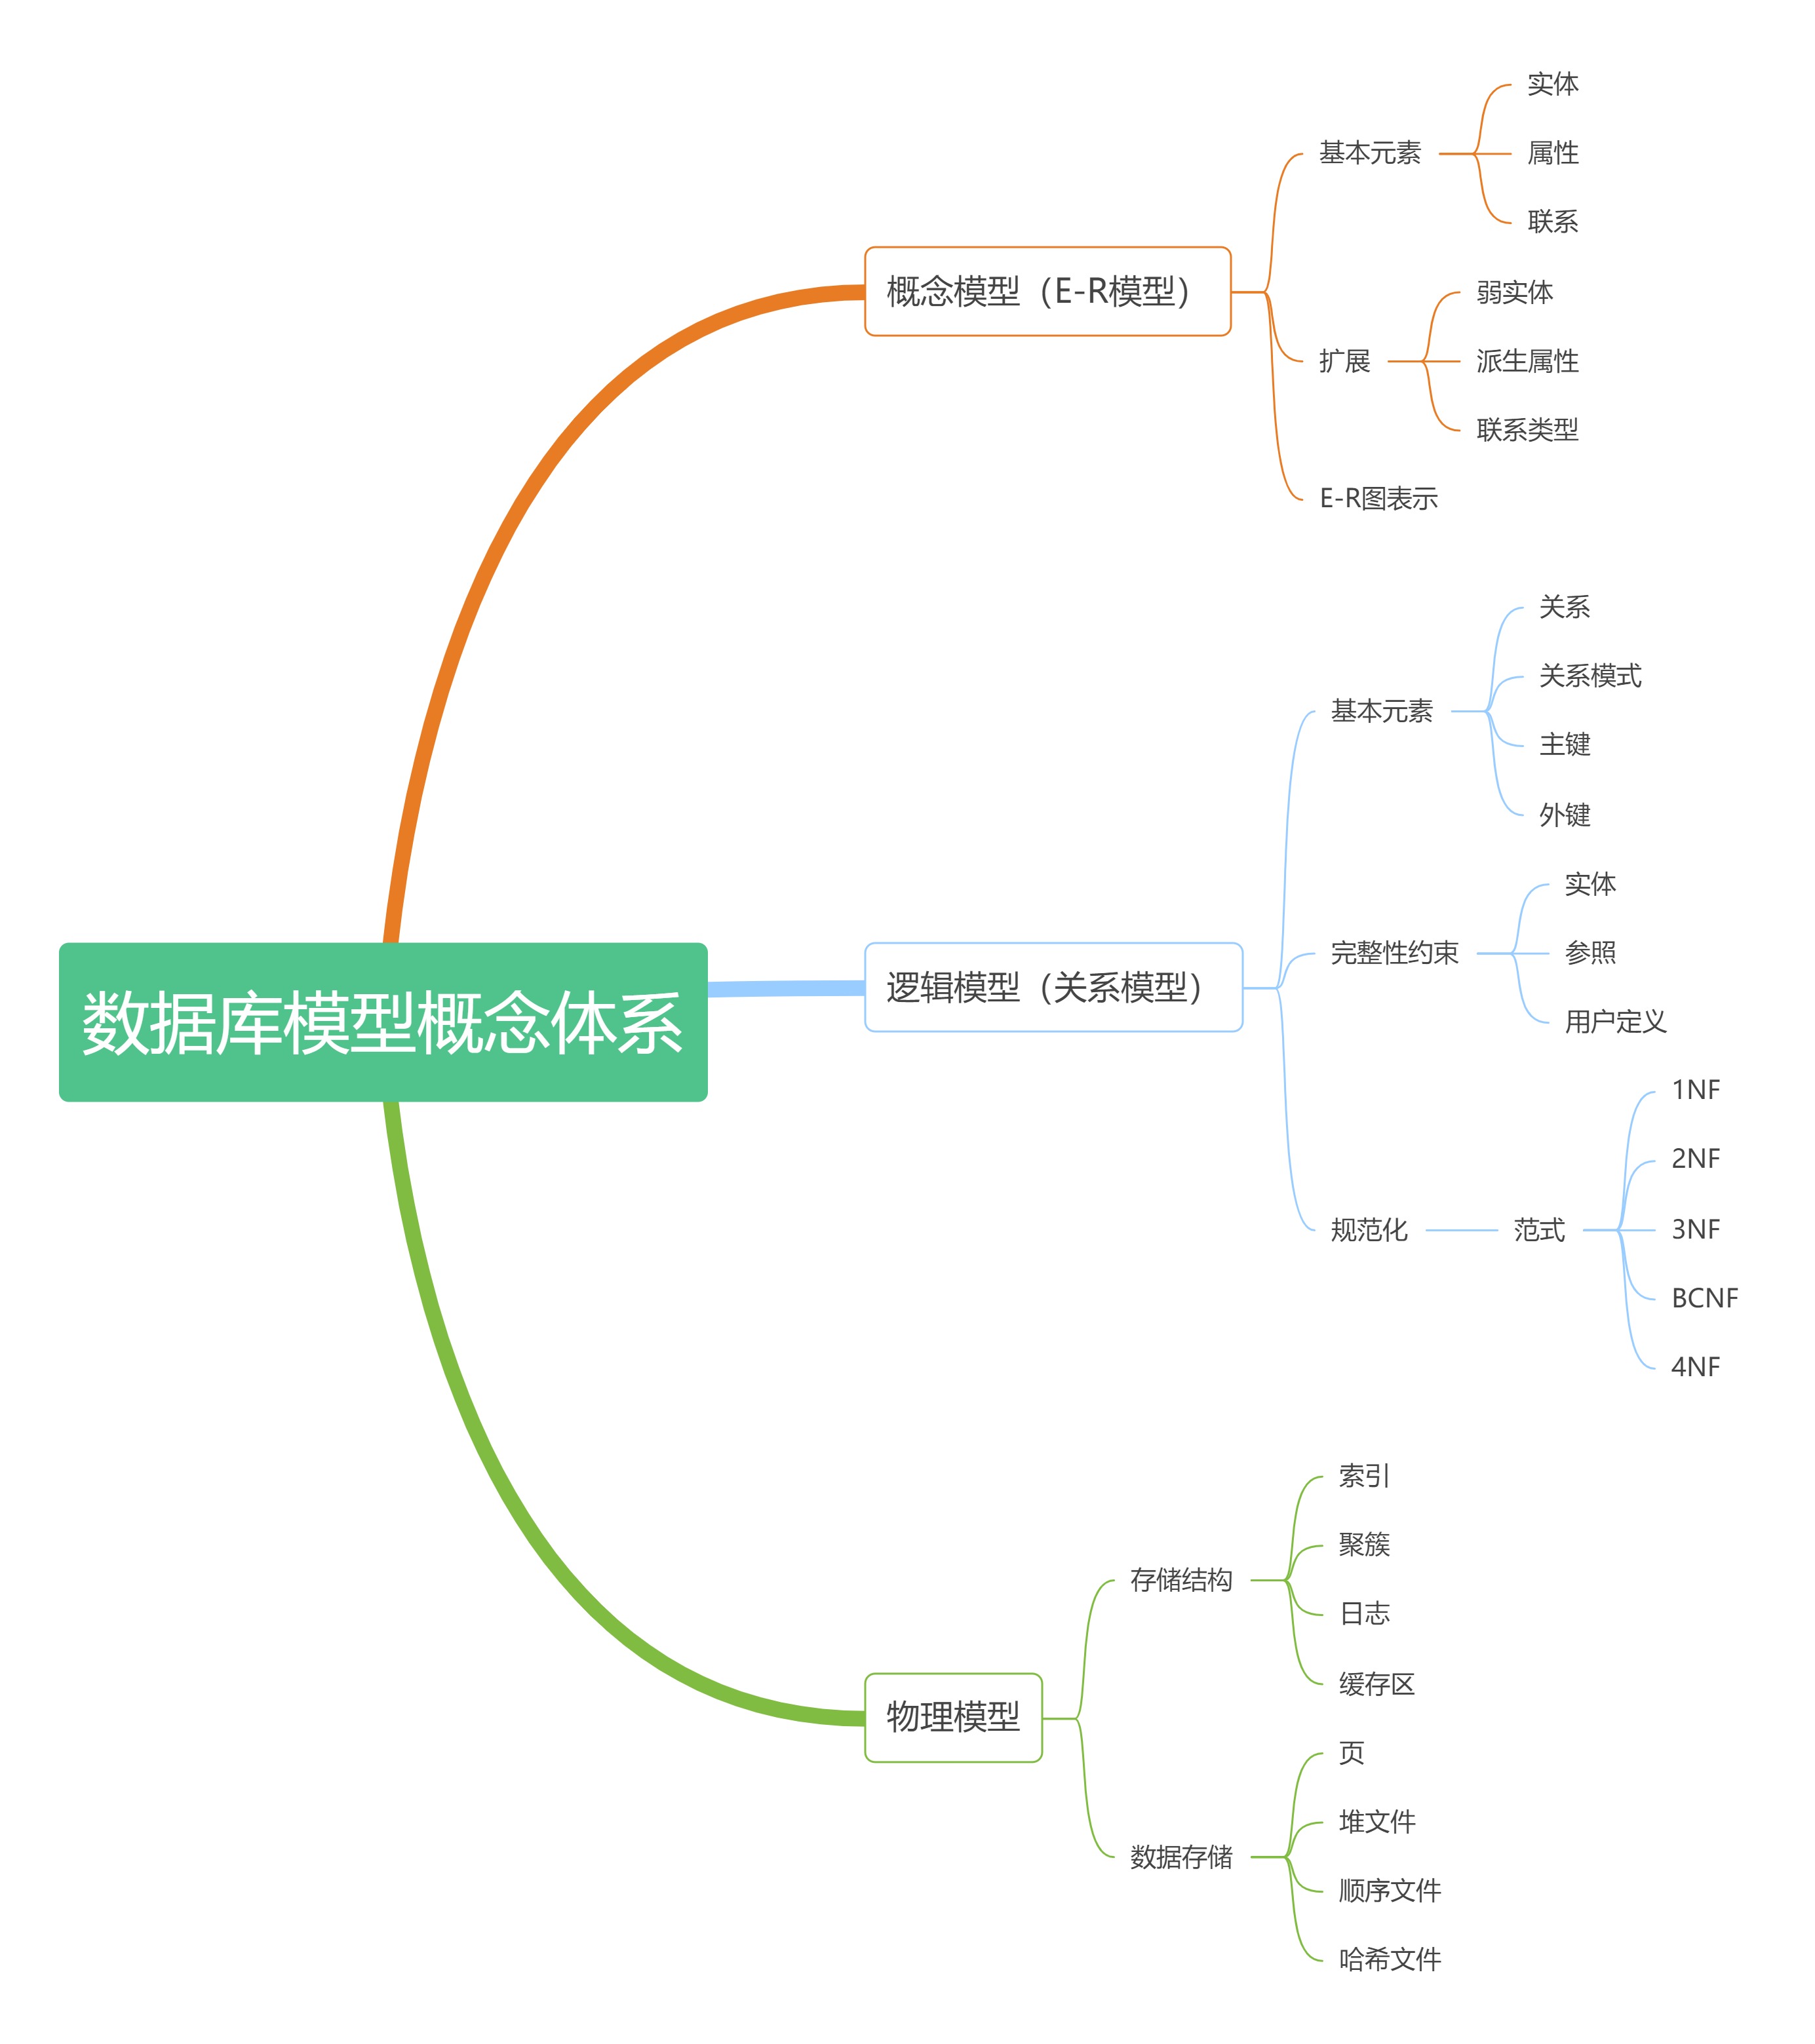 数据库模型概念体系
概念模型（E-R模型）
基本元素
实体
属性
联系
扩展
弱实体
派生属性
联系类型
E-R图表示
逻辑模型（关系模型）
基本元素
关系
关系模式
主键
外键
完整性约束
实体
参照
用户定义
规范化
范式
1NF
2NF
3NF
BCNF
4NF
物理模型
存储结构
索引
聚簇
日志
缓存区
数据存储
页
堆文件
顺序文件
哈希文件